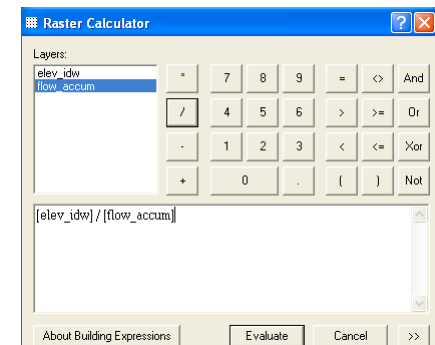 Raster Calculator
Layers:
elev_idw
flow_accum
* 7 8 9 = <> And
/ 4 5 6 > >= Or
- 1 2 3 < <= Xor
+ 0 . ( ) Not
[elev_idw] / [flow_accum]
About Building Expressions Evaluate Cancel >>